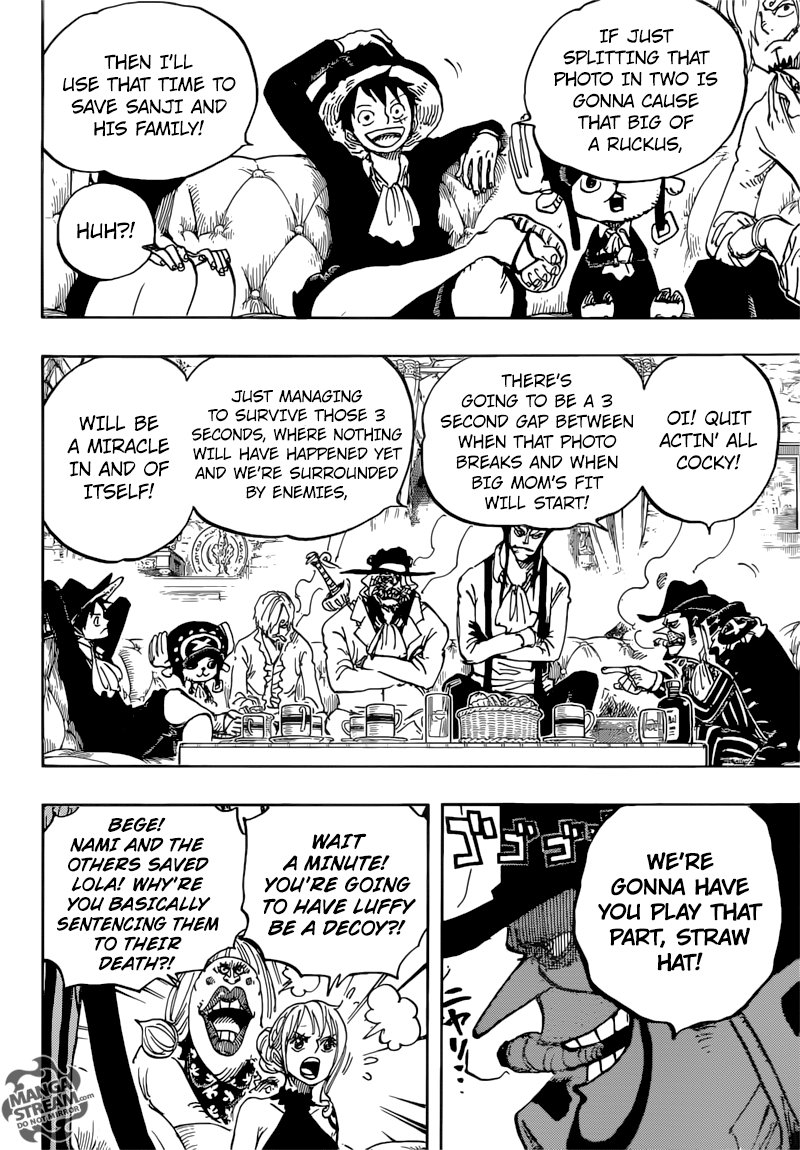 IF JUST
SPLITTING THAT
PHOTO IN TWO IS
GONNA CAUSE
THAT BIG OF
A RUCKUS,
THEN I'LL
USE THAT TIME TO
SAVE SANJI AND
HIS FAMILY!
HUH?!
OI! QUIT
ACTIN' ALL
COCKY!
THERE'S
GOING TO BE A 3
SECOND GAP BETWEEN
WHEN THAT PHOTO
BREAKS AND WHEN
BIG MOM'S FIT
WILL START!
JUST MANAGING
TO SURVIVE THOSE 3
SECONDS, WHERE NOTHING
WILL HAVE HAPPENED YET
AND WE'RE SURROUNDED
BY ENEMIES,
WILL BE
A MIRACLE
IN AND OF
ITSELF!
WE'RE
GONNA HAVE
YOU PLAY THAT
PART, STRAW
HAT!
ゴゴゴゴ
ニヤリ
WAIT
A MINUTE!
YOU'RE GOING
TO HAVE LUFFY
BE A DECOY?!
BEGE!
NAMI AND THE
OTHERS SAVED
LOLA! WHY'RE
YOU BASICALLY
SENTENCING THEM
TO THEIR
DEATH?!
MANGA
STREAM.com
DO NOT MIRROR